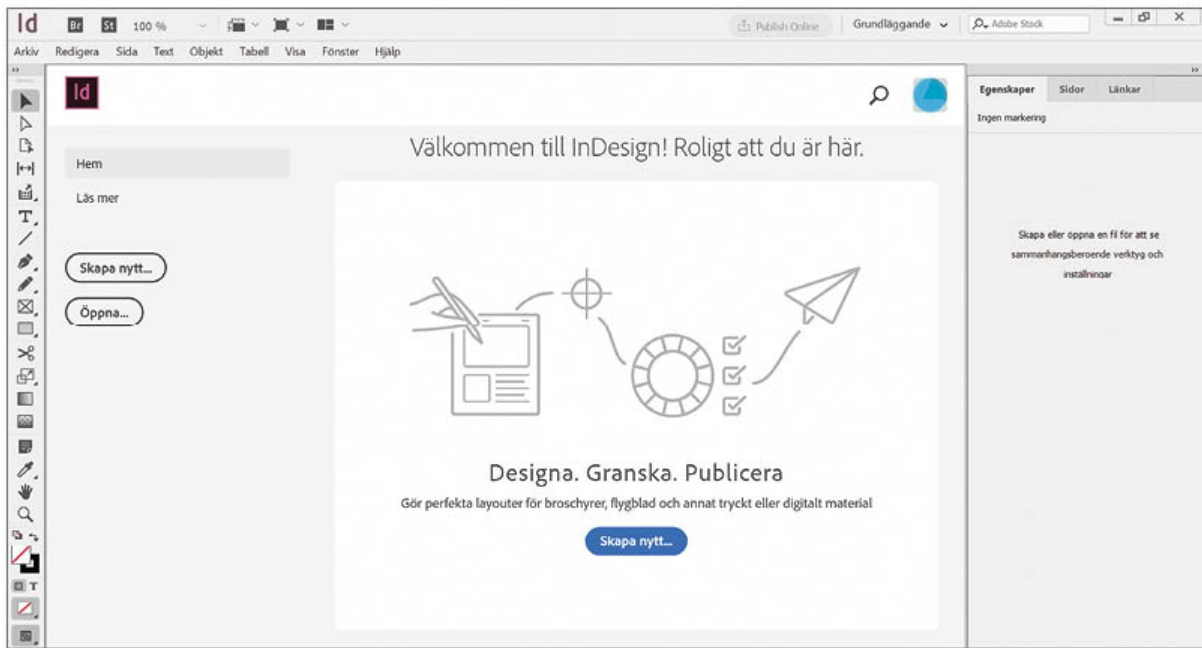 Id Br St 100 % Publish Online Grundläggande Adobe Stock
Arkiv Redigera Sida Text Objekt Tabell Visa Fönster Hjälp
Id
Egenskaper Sidor Länkar
Ingen markering
Välkommen till InDesign! Roligt att du är här.
Hem
Läs mer
Skapa nytt...
Öppna...
Skapa eller öppna en fil för att se
sammanhangsberoende verktyg och
inställningar
Designa. Granska. Publicera
Gör perfekta layouter för broschyrer, flygblad och annat tryckt eller digitalt material
Skapa nytt...